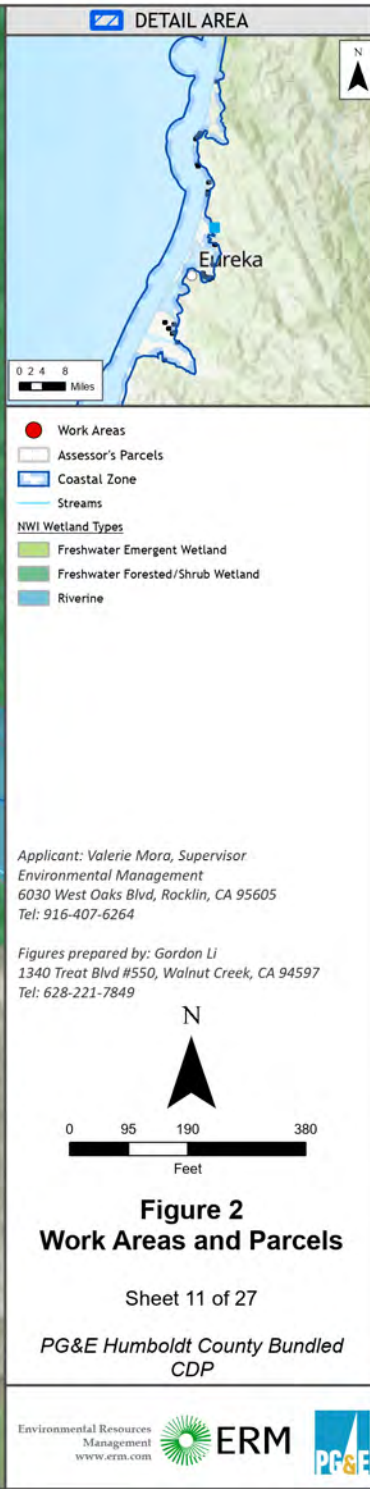 DETAIL AREA
N
Eureka
0 2 4 8
Miles
Work Areas
Assessor's Parcels
Coastal Zone
Streams
NWI Wetland Types
Freshwater Emergent Wetland
Freshwater Forested/Shrub Wetland
Riverine
Applicant: Valerie Mora, Supervisor
Environmental Management
6030 West Oaks Blvd, Rocklin, CA 95605
Tel: 916-407-6264
Figures prepared by: Gordon Li
1340 Treat Blvd #550, Walnut Creek, CA 94597
Tel: 628-221-7849
N
0 95 190 380
Feet
Figure 2
Work Areas and Parcels
Sheet 11 of 27
PG&E Humboldt County Bundled
CDP
Environmental Resources
Management
www.erm.com
ERM
PG&E